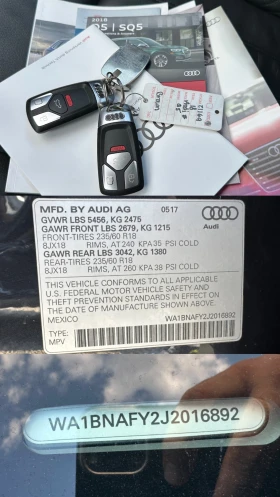 2018
Q5 | SQ5
Audi
MFD. BY AUDI AG 0517
GVWR LBS 5456, KG 2475
GAWR FRONT LBS 2679, KG 1215
FRONT-TIRES 235/60 R18
8JX18 RIMS, AT 240 KPA 35 PSI COLD
GAWR REAR LBS 3042, KG 1380
REAR-TIRES 235/60 R18
8JX18 RIMS, AT 260 KPA 38 PSI COLD
Audi
THIS VEHICLE CONFORMS TO ALL APPLICABLE
U.S. FEDERAL MOTOR VEHICLE SAFETY AND
THEFT PREVENTION STANDARDS IN EFFECT ON
THE DATE OF MANUFACTURE SHOWN ABOVE.
MEXICO WA1BNAFY2J2016892
TYPE:
MPV
WA1BNAFY2J2016892